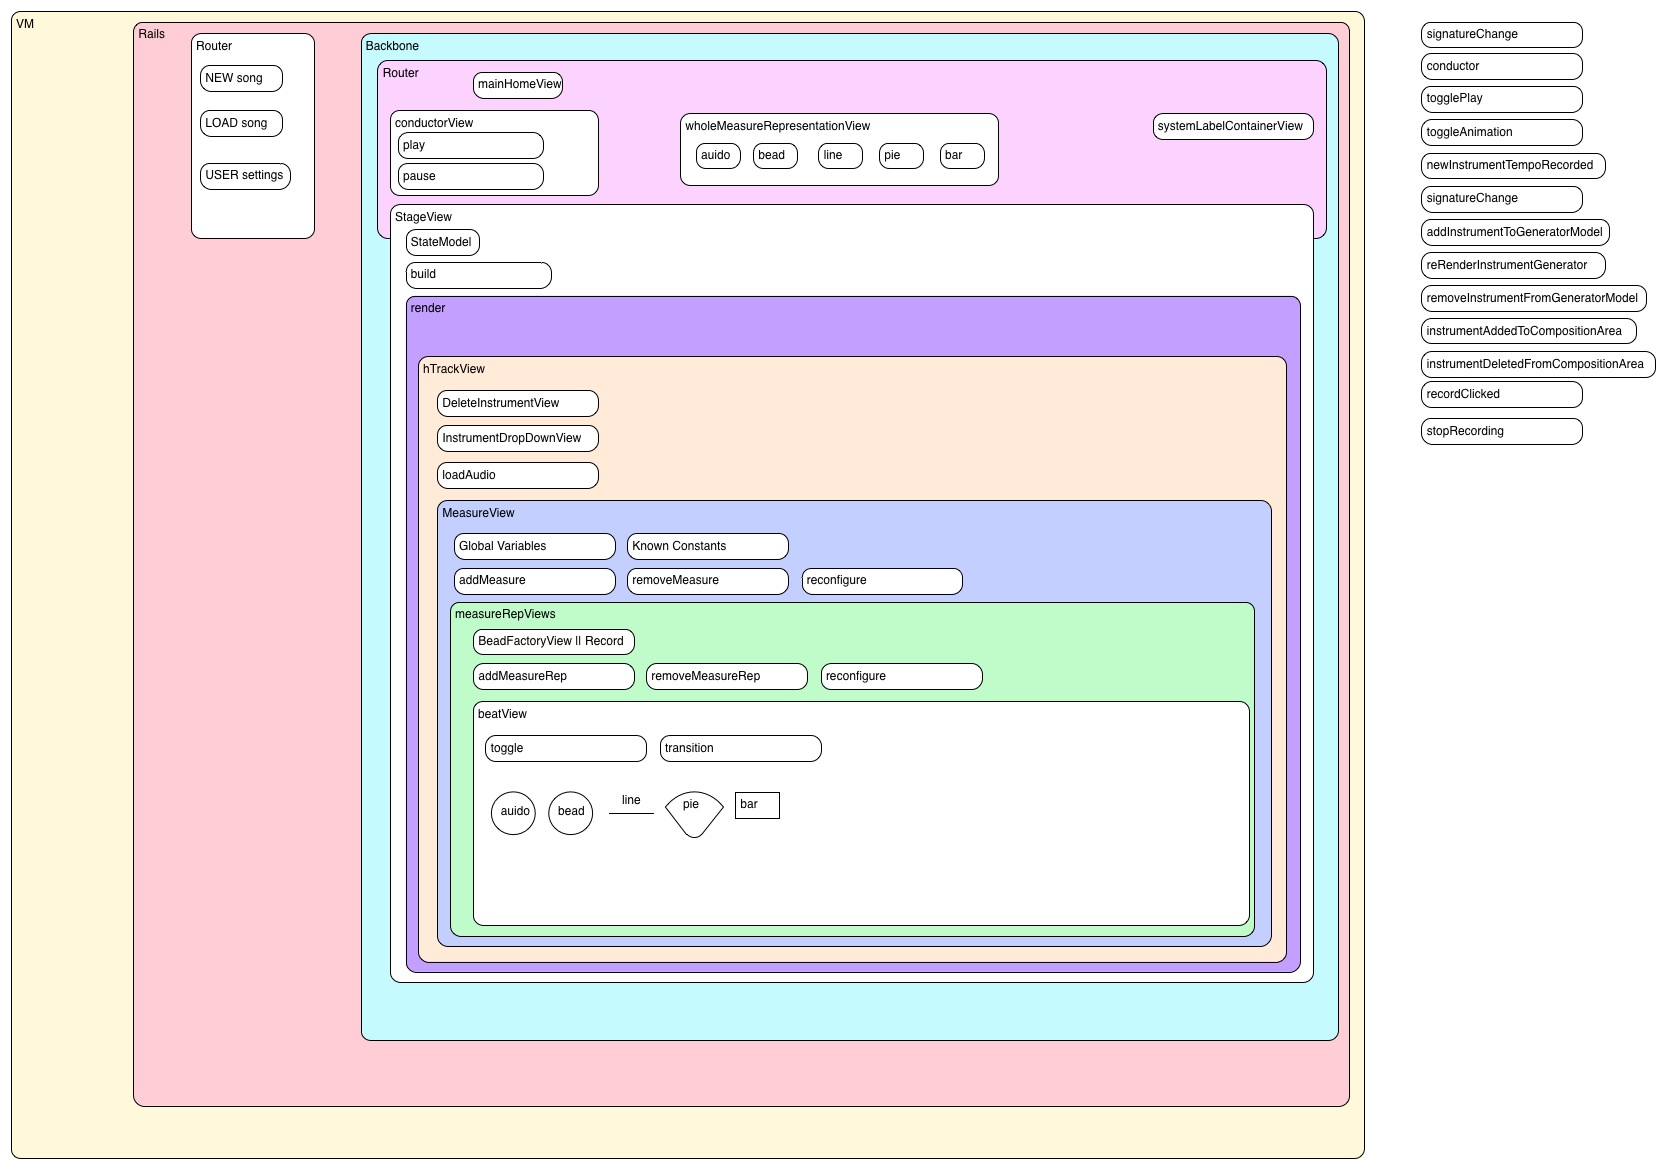 VM
Rails
Router
NEW song
LOAD song
USER settings
Backbone
Router
mainHomeView
conductorView
play
pause
wholeMeasureRepresentationView
auido
bead
line
pie
bar
systemLabelContainerView
StageView
StateModel
build
render
hTrackView
DeleteInstrumentView
InstrumentDropDownView
loadAudio
MeasureView
Global Variables
Known Constants
addMeasure
removeMeasure
reconfigure
measureRepViews
BeadFactoryView || Record
addMeasureRep
removeMeasureRep
reconfigure
beatView
toggle
transition
auido
bead
line
pie
bar
signatureChange
conductor
togglePlay
toggleAnimation
newInstrumentTempoRecorded
signatureChange
addInstrumentToGeneratorModel
reRenderInstrumentGenerator
removeInstrumentFromGeneratorModel
instrumentAddedToCompositionArea
instrumentDeletedFromCompositionArea
recordClicked
stopRecording